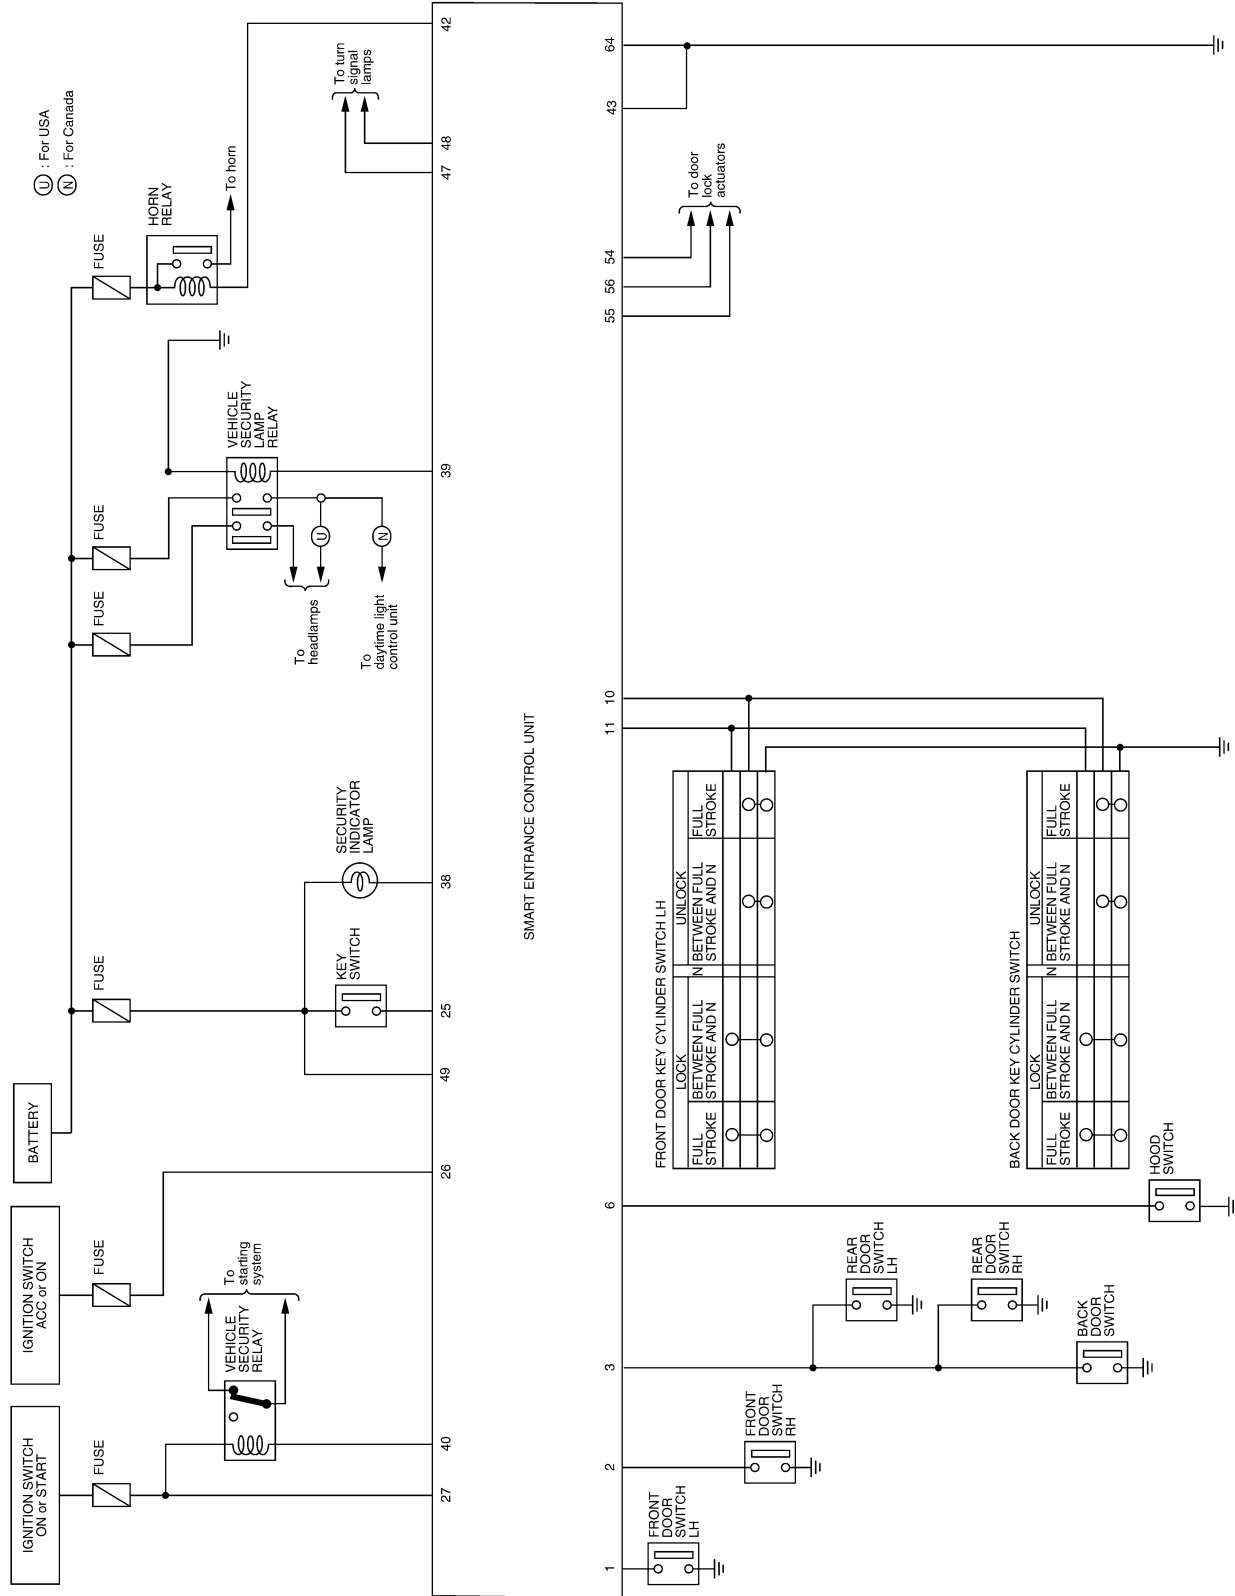 IGNITION SWITCH
ON or START
IGNITION SWITCH
ACC or ON
BATTERY
FUSE
FUSE
FUSE
FUSE
FUSE
FUSE
U : For USA
N : For Canada
VEHICLE
SECURITY
RELAY
To
starting
system
KEY
SWITCH
SECURITY
INDICATOR
LAMP
To
headlamps
To
daytime light
control unit
U
N
VEHICLE
SECURITY
LAMP
RELAY
HORN
RELAY
To horn
To turn
signal
lamps
27
40
26
49
25
38
39
47
48
42
SMART ENTRANCE CONTROL UNIT
1
2
3
6
11
10
55
56
54
43
64
FRONT
DOOR
SWITCH
LH
FRONT
DOOR
SWITCH
RH
REAR
DOOR
SWITCH
LH
REAR
DOOR
SWITCH
RH
BACK
DOOR
SWITCH
HOOD
SWITCH
FRONT DOOR KEY CYLINDER SWITCH LH
LOCK
N
UNLOCK
FULL
STROKE
BETWEEN FULL
STROKE AND N
BETWEEN FULL
STROKE AND N
FULL
STROKE
BACK DOOR KEY CYLINDER SWITCH
LOCK
N
UNLOCK
FULL
STROKE
BETWEEN FULL
STROKE AND N
BETWEEN FULL
STROKE AND N
FULL
STROKE
To door
lock
actuators